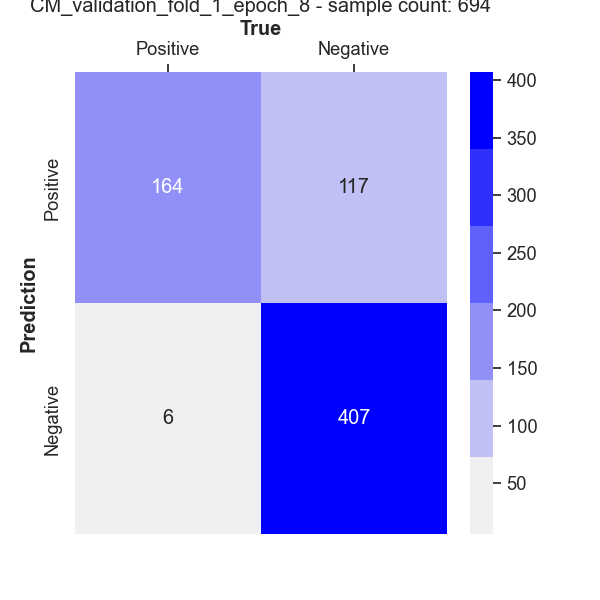 CM_validation_fold_1_epoch_8 - sample count: 694
True
Positive Negative
400
350
300
250
200
150
100
50
Prediction
Positive
164 117
Negative
6 407